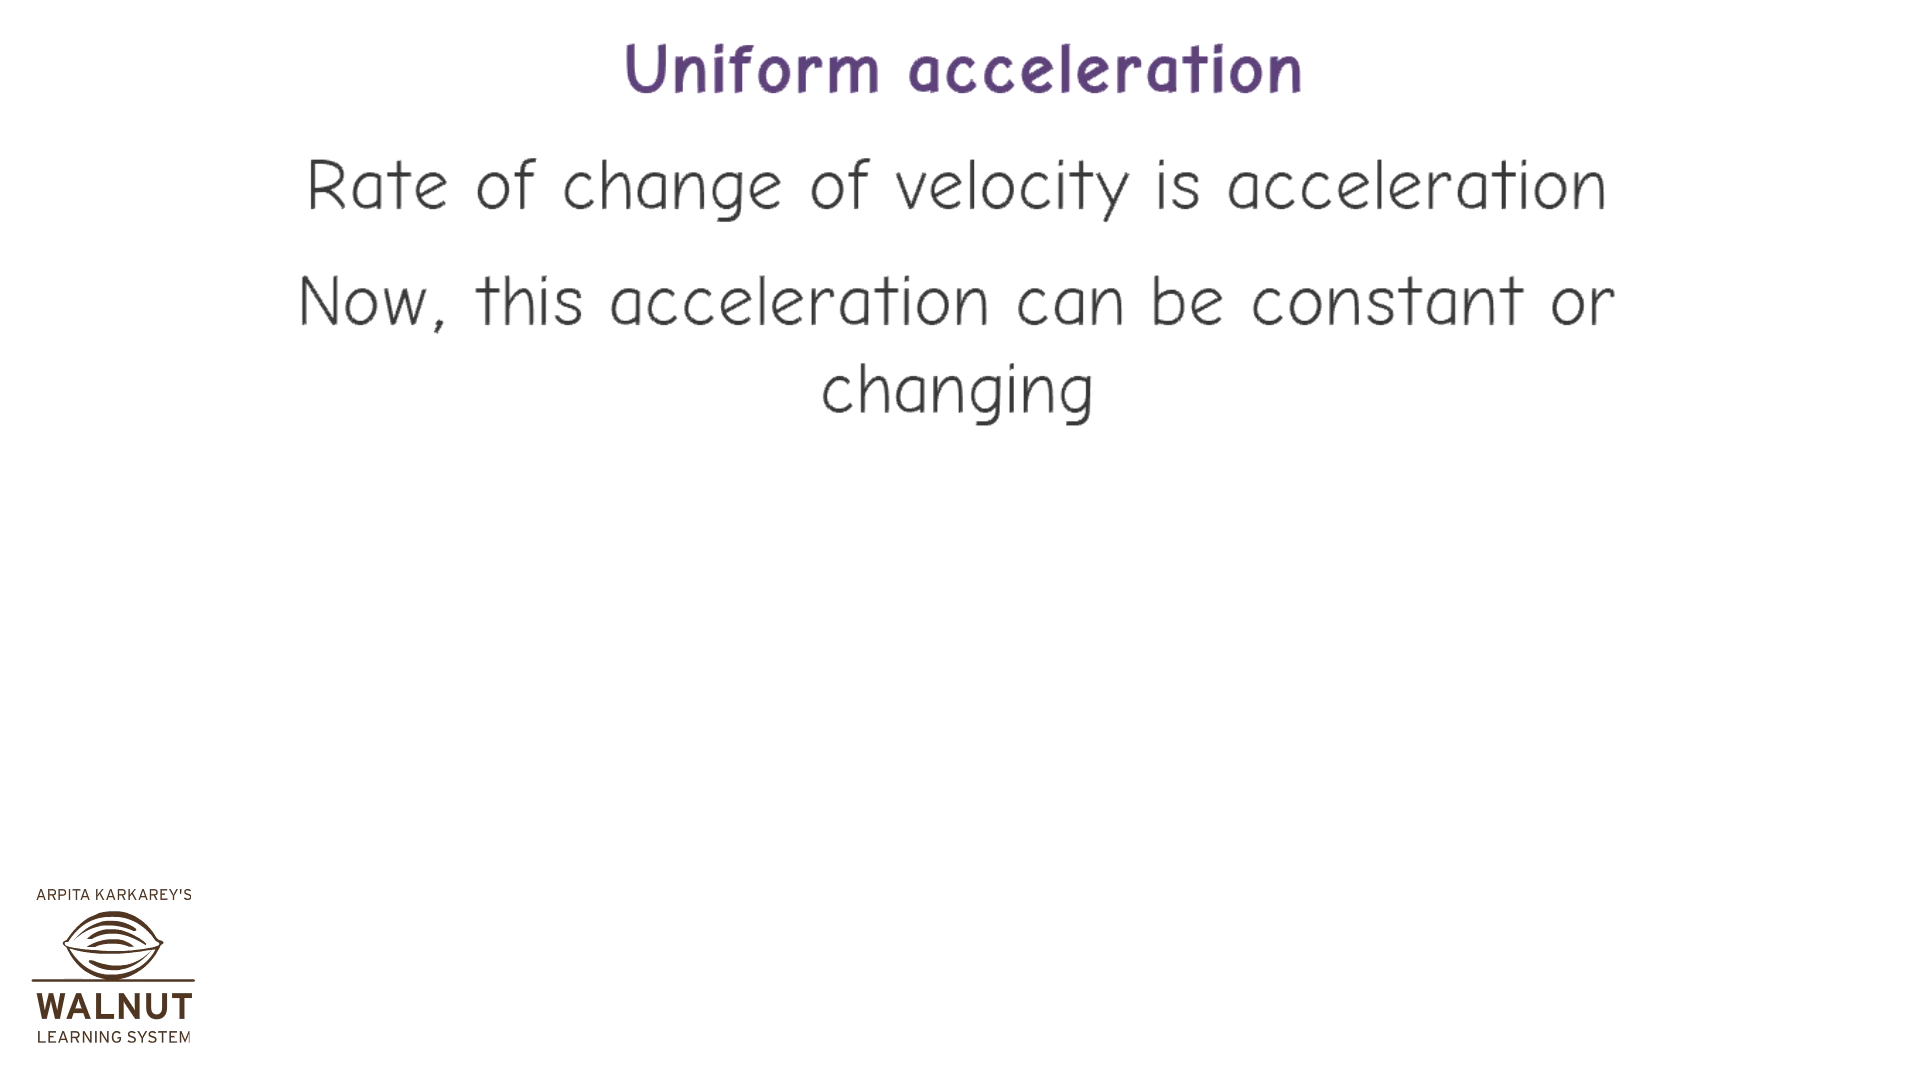 Uniform acceleration
Rate of change of velocity is acceleration
Now, this acceleration can be constant or
changing
ARPITA KARKAREY'S
WALNUT
LEARNING SYSTEM